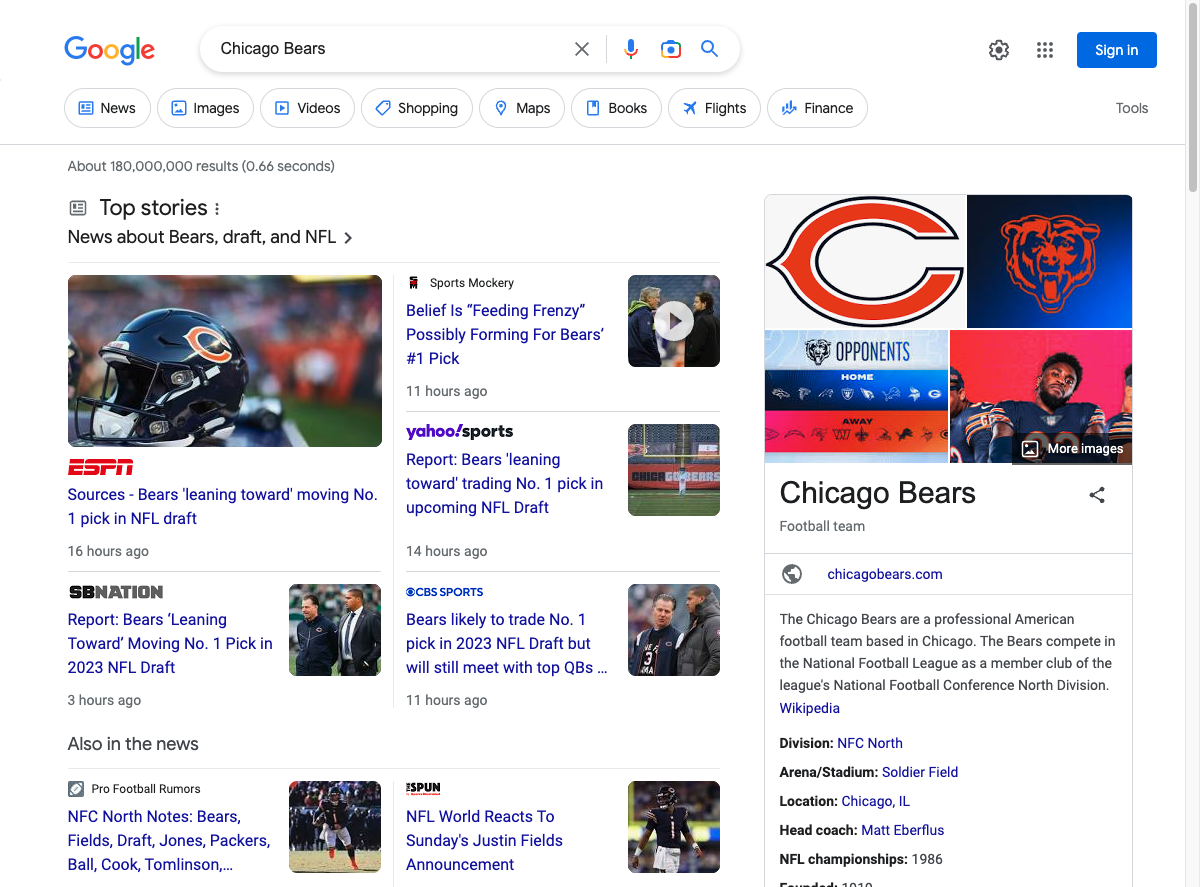 Google
Chicago Bears
Sign in
News
Images
Videos
Shopping
Maps
Books
Flights
Finance
Tools
About 180,000,000 results (0.66 seconds)
Top stories
News about Bears, draft, and NFL
ESPN
Sources - Bears 'leaning toward' moving No.
1 pick in NFL draft
16 hours ago
Sports Mockery
Belief Is “Feeding Frenzy”
Possibly Forming For Bears’
#1 Pick
11 hours ago
yahoo!sports
Report: Bears 'leaning
toward' trading No. 1 pick in
upcoming NFL Draft
14 hours ago
CHICAGOBEARS
SBNATION
Report: Bears ‘Leaning
Toward’ Moving No. 1 Pick in
2023 NFL Draft
3 hours ago
CBS SPORTS
Bears likely to trade No. 1
pick in 2023 NFL Draft but
will still meet with top QBs ...
11 hours ago
Also in the news
Pro Football Rumors
NFC North Notes: Bears,
Fields, Draft, Jones, Packers,
Ball, Cook, Tomlinson,...
THE SPUN
NFL World Reacts To
Sunday's Justin Fields
Announcement
OPPONENTS
HOME
AWAY
More images
Chicago Bears
Football team
chicagobears.com
The Chicago Bears are a professional American
football team based in Chicago. The Bears compete in
the National Football League as a member club of the
league's National Football Conference North Division.
Wikipedia
Division: NFC North
Arena/Stadium: Soldier Field
Location: Chicago, IL
Head coach: Matt Eberflus
NFL championships: 1986
Founded: 1919